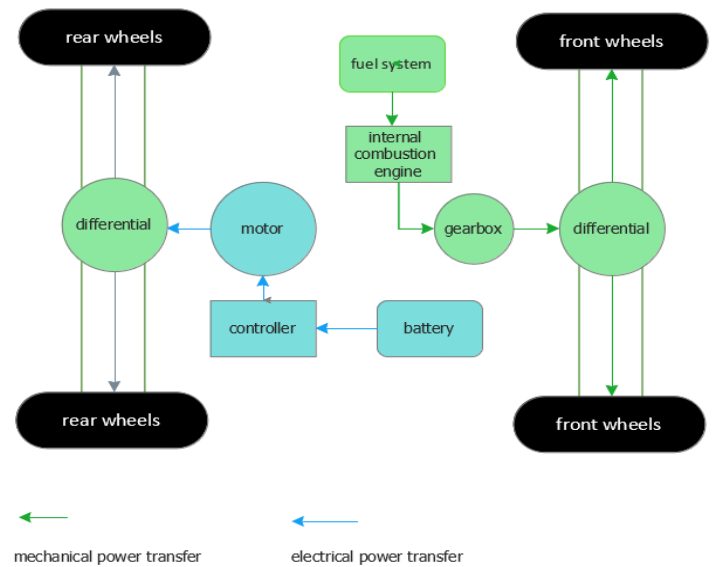 rear wheels
front wheels
fuel system
internal
combustion
engine
differential
motor
gearbox
differential
controller
battery
rear wheels
front wheels
mechanical power transfer
electrical power transfer